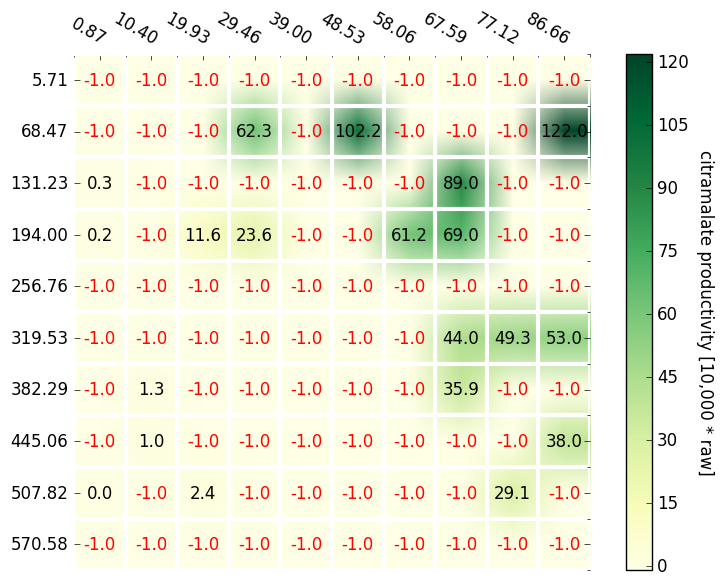 0.87 10.40 19.93 29.46 39.00 48.53 58.06 67.59 77.12 86.66
5.71 -1.0 -1.0 -1.0 -1.0 -1.0 -1.0 -1.0 -1.0 -1.0 -1.0
68.47 -1.0 -1.0 -1.0 62.3 -1.0 102.2 -1.0 -1.0 -1.0 122.0
131.23 0.3 -1.0 -1.0 -1.0 -1.0 -1.0 -1.0 89.0 -1.0 -1.0
194.00 0.2 -1.0 11.6 23.6 -1.0 -1.0 61.2 69.0 -1.0 -1.0
256.76 -1.0 -1.0 -1.0 -1.0 -1.0 -1.0 -1.0 -1.0 -1.0 -1.0
319.53 -1.0 -1.0 -1.0 -1.0 -1.0 -1.0 -1.0 44.0 49.3 53.0
382.29 -1.0 1.3 -1.0 -1.0 -1.0 -1.0 -1.0 35.9 -1.0 -1.0
445.06 -1.0 1.0 -1.0 -1.0 -1.0 -1.0 -1.0 -1.0 -1.0 38.0
507.82 0.0 -1.0 2.4 -1.0 -1.0 -1.0 -1.0 -1.0 29.1 -1.0
570.58 -1.0 -1.0 -1.0 -1.0 -1.0 -1.0 -1.0 -1.0 -1.0 -1.0
120
105
90
75
60
45
30
15
0
citramalate productivity [10,000 * raw]